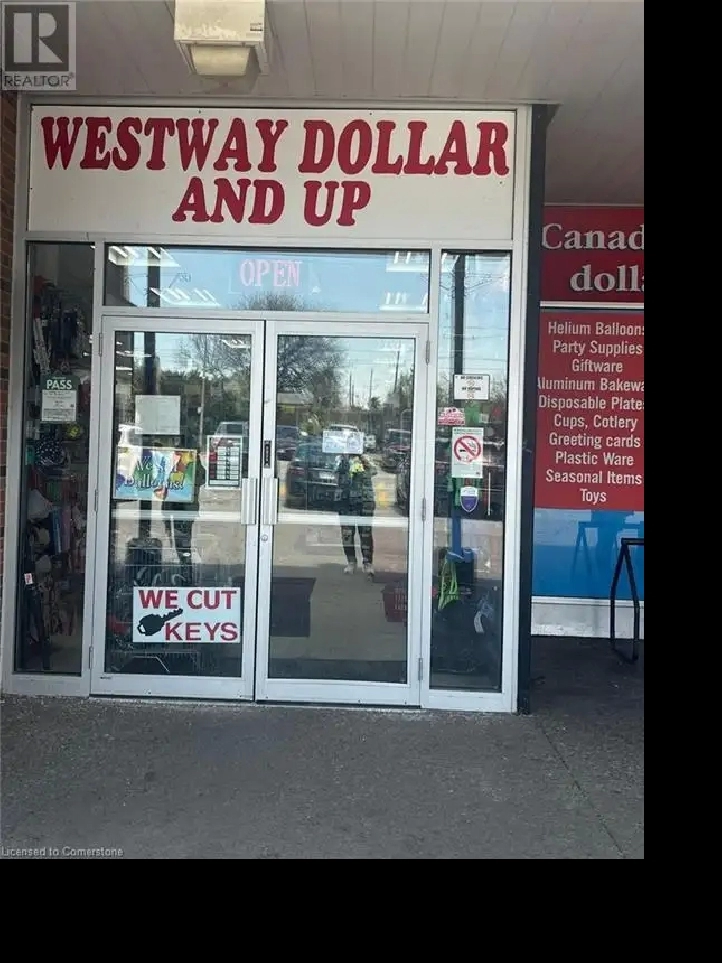 R
REALTOR
WESTWAY DOLLAR
AND UP
OPEN
PASS
WE CUT
KEYS
Canad
dolla
Helium Balloons
Party Supplies
Giftware
Aluminum Bakewa
Disposable Plate
Cups, Cotlery
Greeting cards
Plastic Ware
Seasonal Items
Toys
Licensed to Cornerstone